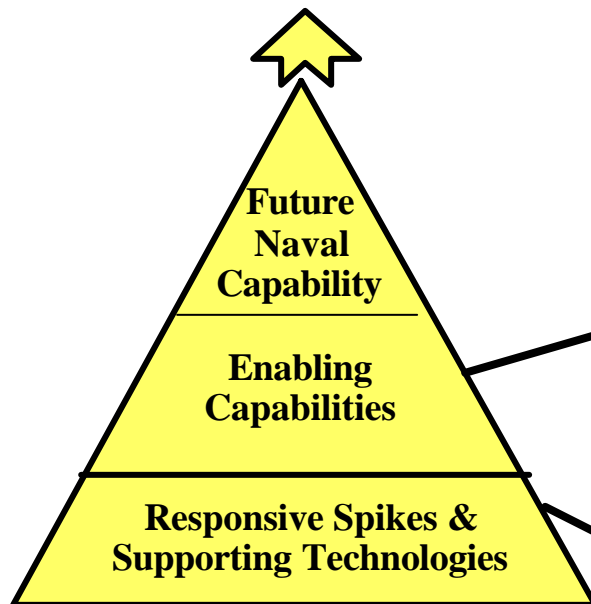 Future
Naval
Capability
Enabling
Capabilities
Responsive Spikes &
Supporting Technologies